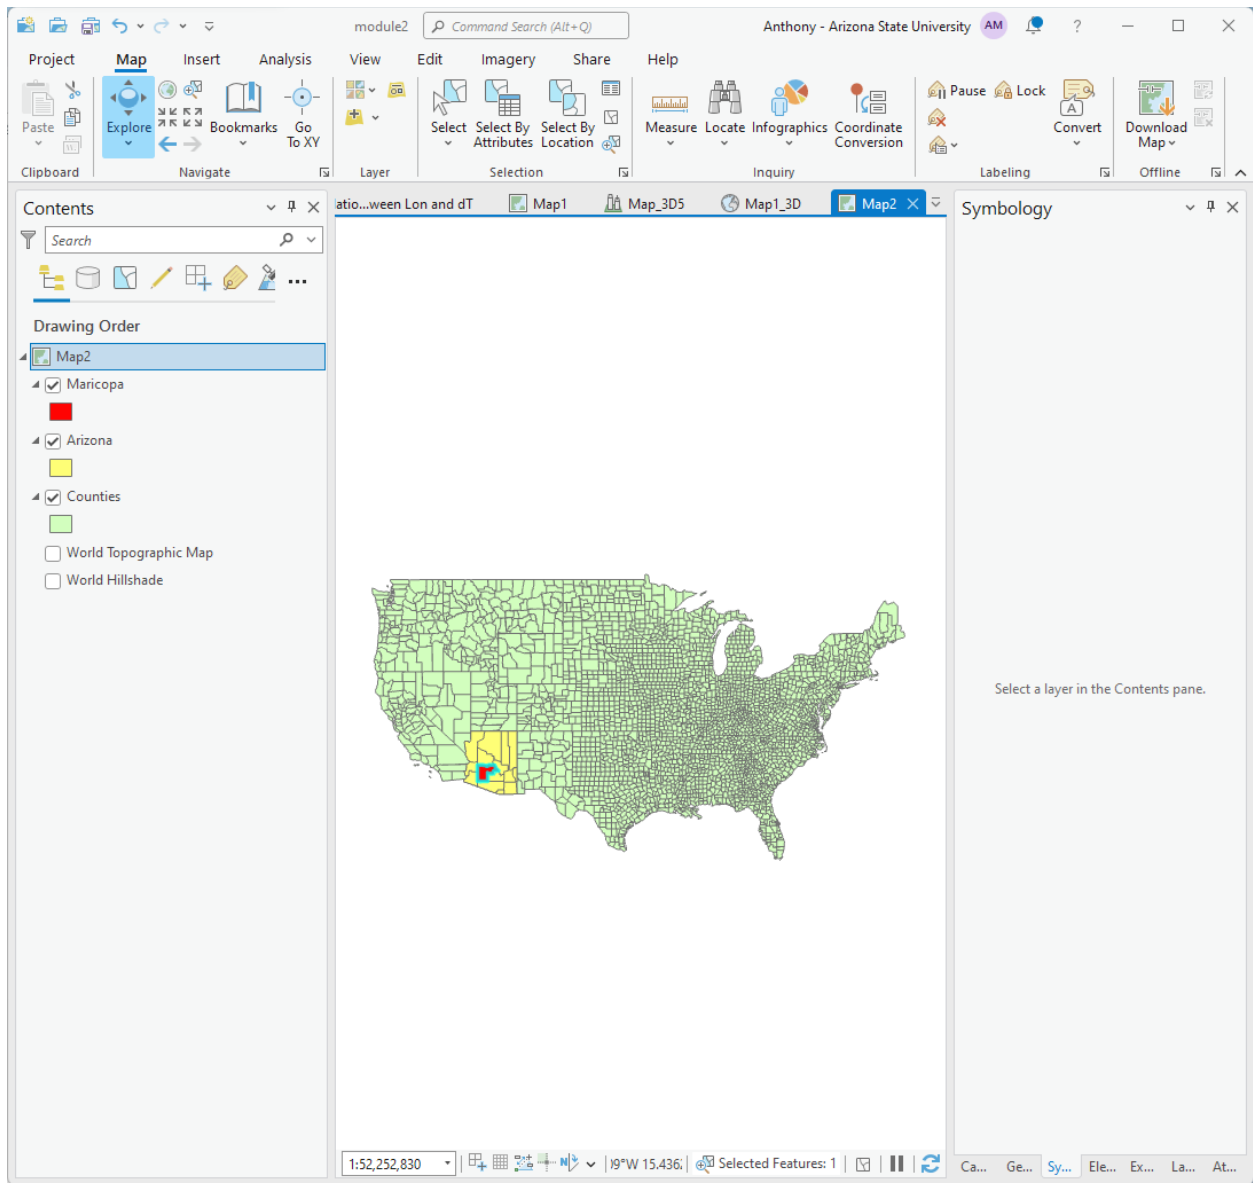 module2
Command Search (Alt+Q)
Anthony - Arizona State University
AM
?
Project
Map
Insert
Analysis
View
Edit
Imagery
Share
Help
Paste
Explore
Bookmarks
Go To XY
Select
Select By Attributes
Select By Location
Measure
Locate
Infographics
Coordinate Conversion
Pause
Lock
Convert
Download Map
Clipboard
Navigate
Layer
Selection
Inquiry
Labeling
Offline
Contents
Search
Drawing Order
Map2
Maricopa
Arizona
Counties
World Topographic Map
World Hillshade
atio...ween Lon and dT
Map1
Map_3D5
Map1_3D
Map2
Symbology
Select a layer in the Contents pane.
1:52,252,830
N
9°W 15.436
Selected Features: 1
Ca...
Ge...
Sy...
Ele...
Ex...
La...
At...